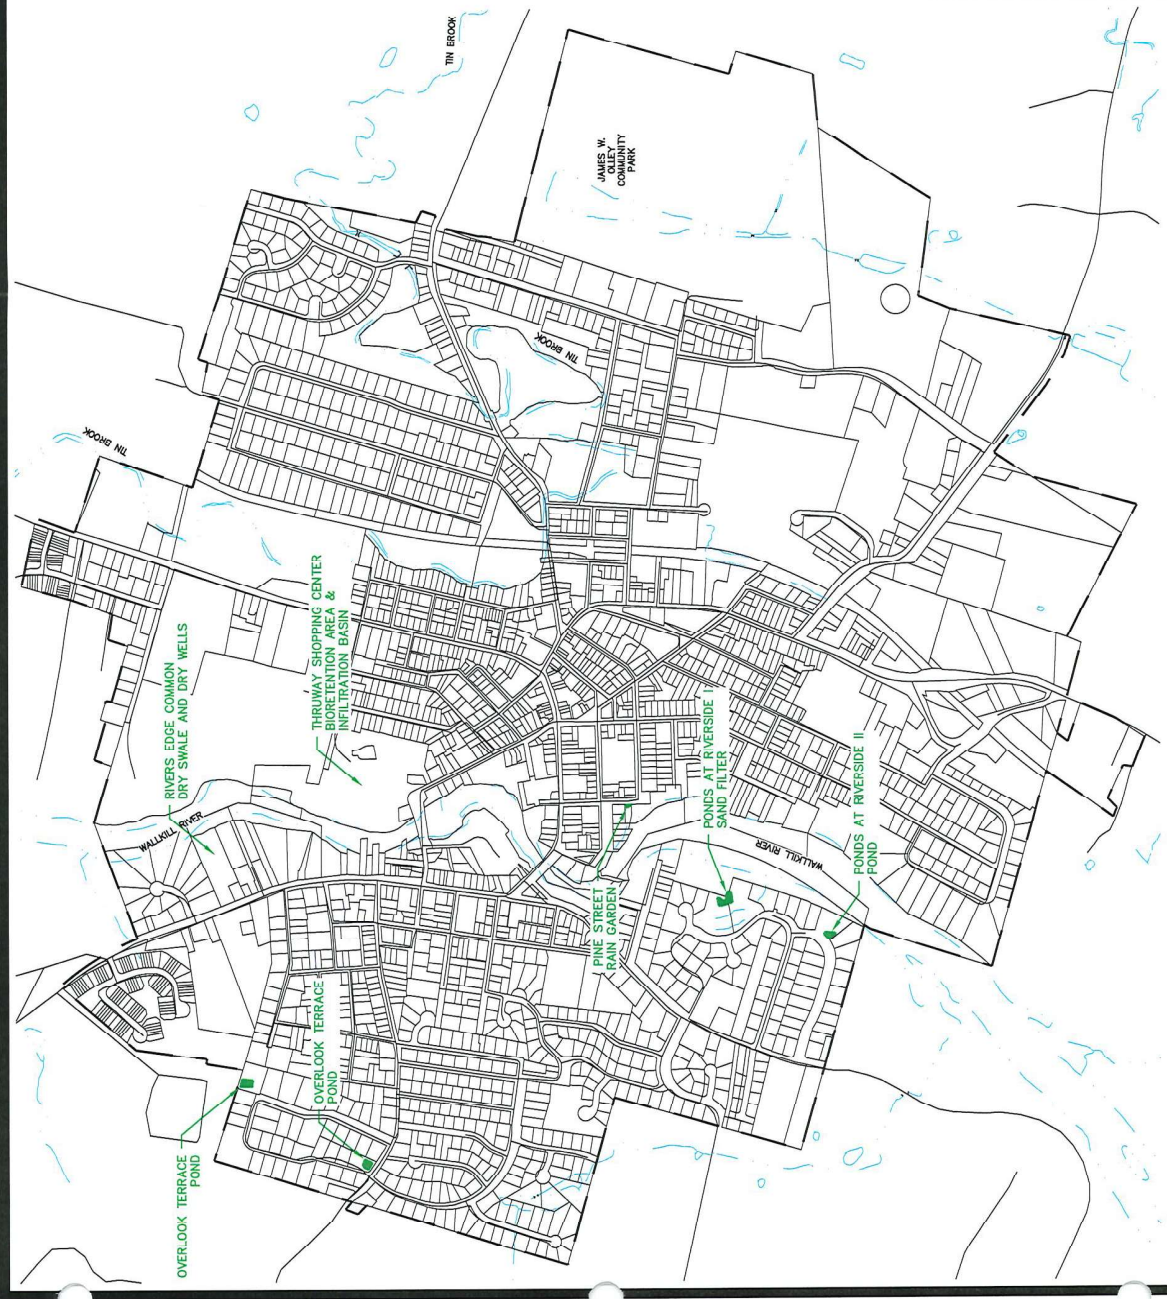 TIN BROOK
JAMES W.
OLLEY
COMMUNITY
PARK
TIN BROOK
TIN BROOK
THRUWAY SHOPPING CENTER
BIORETENTION AREA &
INFILTRATION BASIN
RIVERS EDGE COMMON
DRY SWALE AND DRY WELLS
WALLKILL RIVER
PONDS AT RIVERSIDE I
SAND FILTER
PONDS AT RIVERSIDE II
POND
WALLKILL RIVER
PINE STREET
RAIN GARDEN
OVERLOOK TERRACE
POND
OVERLOOK TERRACE
POND